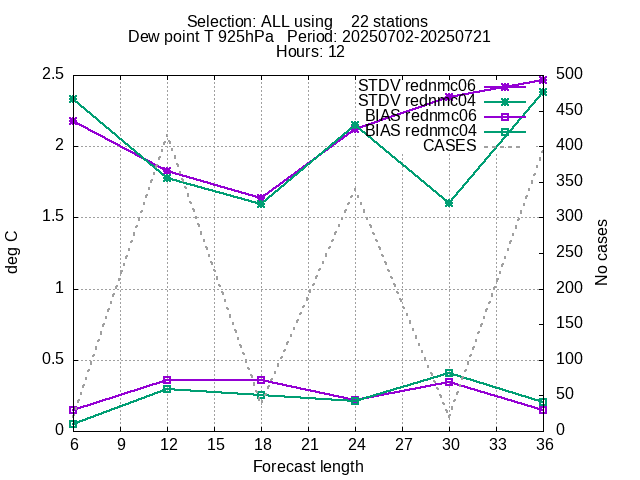 Selection: ALL using    22 stations
Dew point T 925hPa   Period: 20250702-20250721
Hours: 12
STDV rednmc06
STDV rednmc04
BIAS rednmc06
BIAS rednmc04
CASES
2.5
2
1.5
1
0.5
0
deg C
500
450
400
350
300
250
200
150
100
50
0
No cases
6 9 12 15 18 21 24 27 30 33 36
Forecast length